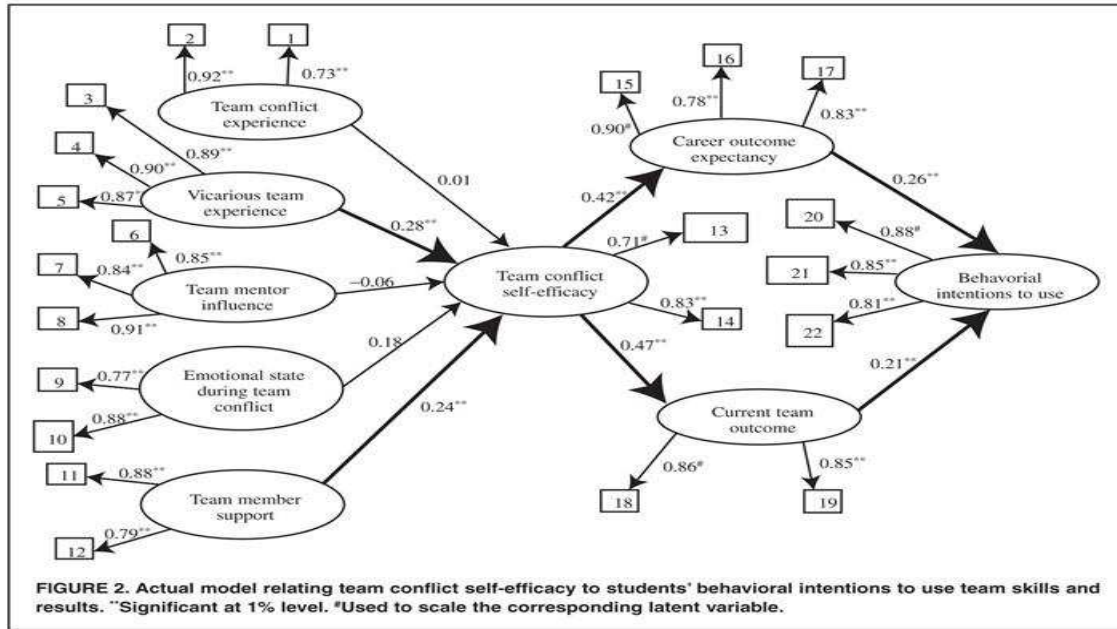 2
1
0.92**
0.73**
3
Team conflict
experience
4
0.89**
0.90**
5
0.87**
Vicarious team
experience
0.01
0.28**
6
7
0.85**
0.84**
Team mentor
influence
−0.06
8
0.91**
9
0.77**
Emotional state
during team
conflict
0.18
10
0.88**
0.24**
11
0.88**
Team member
support
12
0.79**
Team conflict
self-efficacy
0.71#
13
0.83**
14
0.42**
0.47**
15
16
17
0.90#
0.78**
0.83**
Career outcome
expectancy
0.26**
20
0.88#
21
0.85**
22
0.81**
Behavorial
intentions to use
0.21**
Current team
outcome
0.86#
0.85**
18
19
FIGURE 2. Actual model relating team conflict self-efficacy to students' behavioral intentions to use team skills and
results. **Significant at 1% level. #Used to scale the corresponding latent variable.